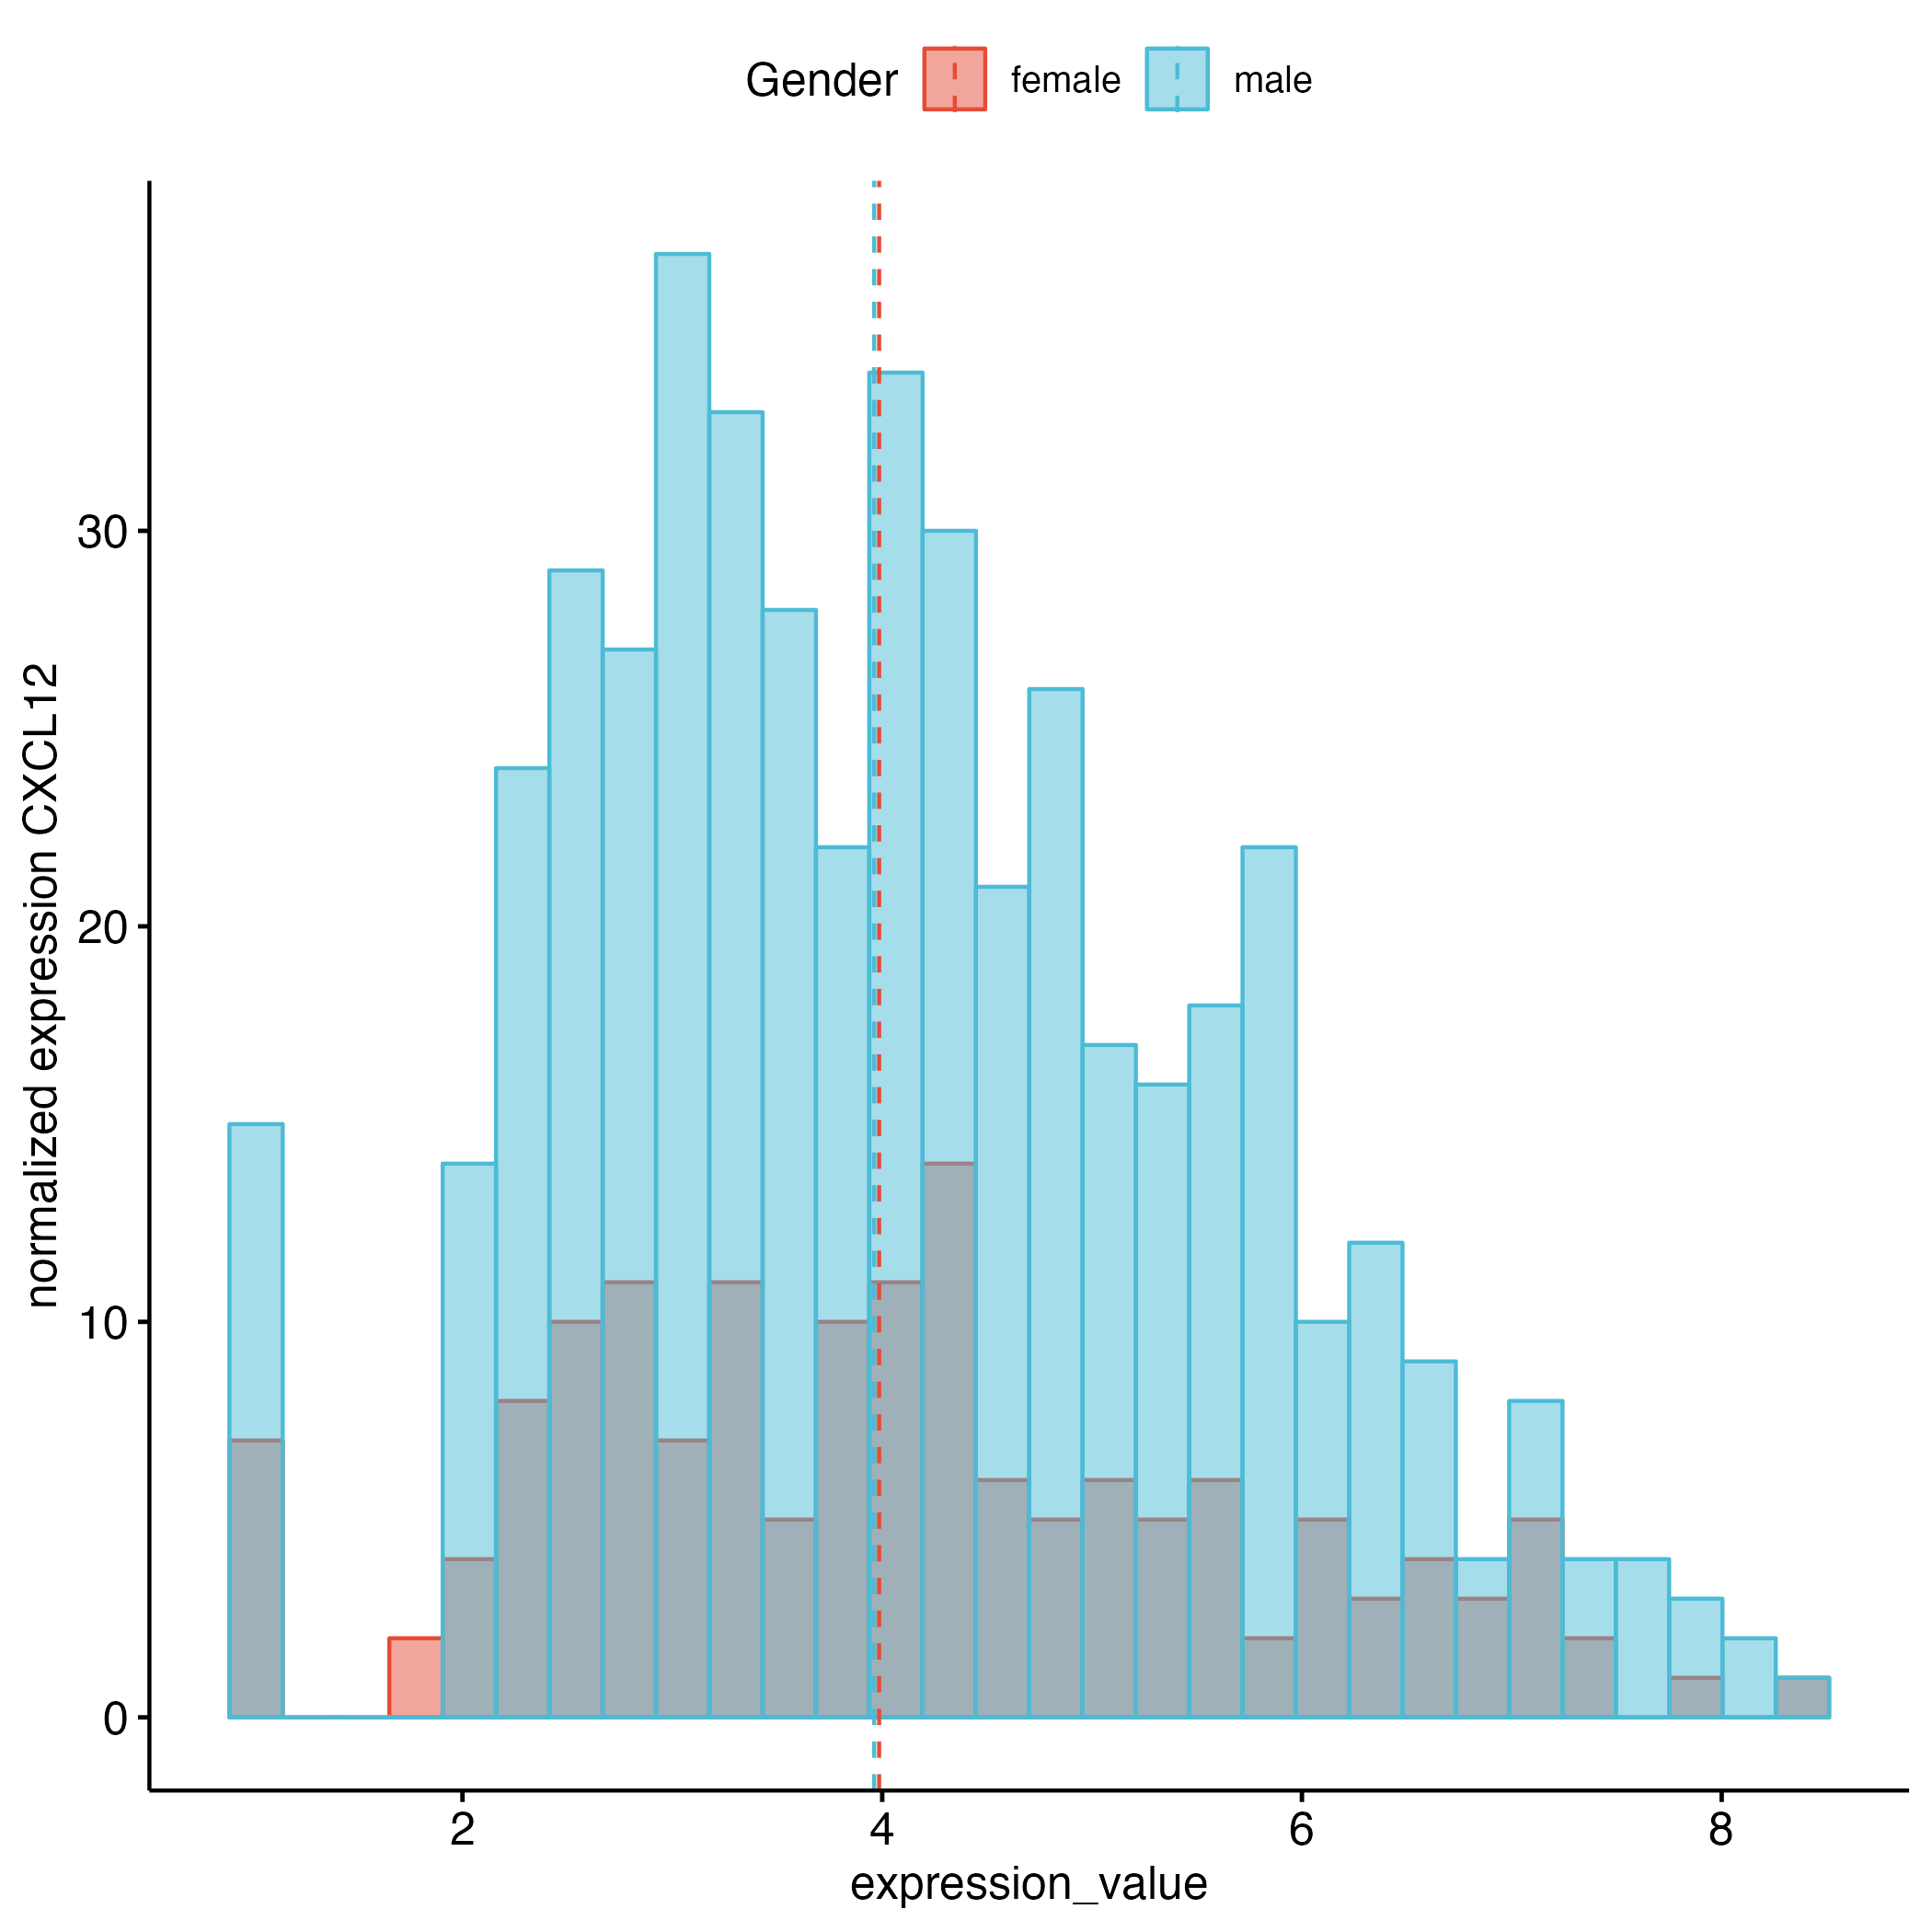 Gender female male
normalized expression CXCL12
30
20
10
0
2 4 6 8
expression_value